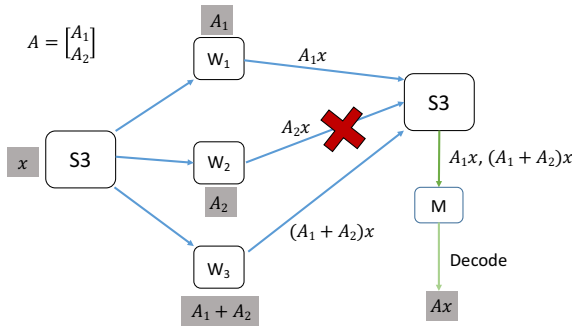 A = [A₁
A₂]
A₁
W₁
A₁x
S3
x
S3
W₂
A₂
A₂x
W₃
A₁ + A₂
(A₁ + A₂)x
A₁x, (A₁ + A₂)x
M
Decode
Ax